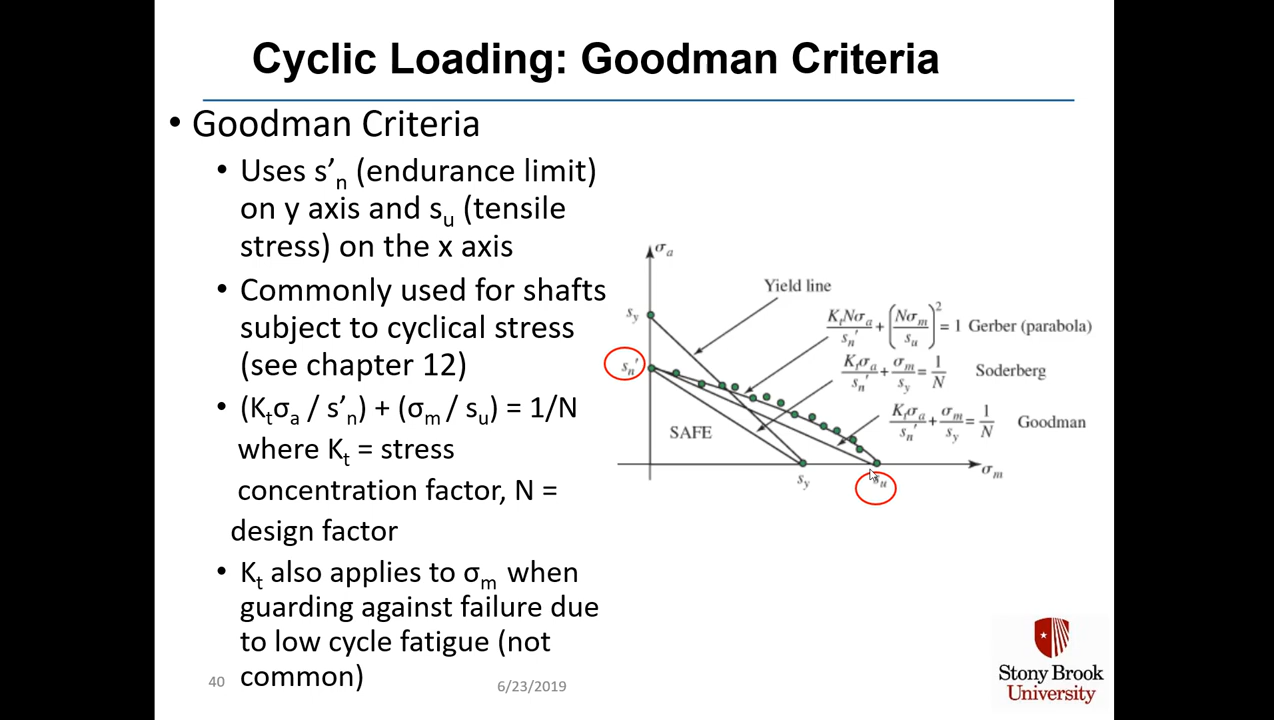 Cyclic Loading: Goodman Criteria
• Goodman Criteria
• Uses s’n (endurance limit)
on y axis and su (tensile
stress) on the x axis
• Commonly used for shafts
subject to cyclical stress
(see chapter 12)
• (Ktσa / s’n) + (σm / su) = 1/N
where Kt = stress
concentration factor, N =
design factor
• Kt also applies to σm when
guarding against failure due
to low cycle fatigue (not
common)
σa
Yield line
sy
KtNσa/sn′ + (Nσm/su)² = 1 Gerber (parabola)
sn′
Ktσa/sn′ + σm/sy = 1/N Soderberg
Ktσa/sn′ + σm/sy = 1/N Goodman
SAFE
σm
sy
su
40
6/23/2019
Stony Brook
University